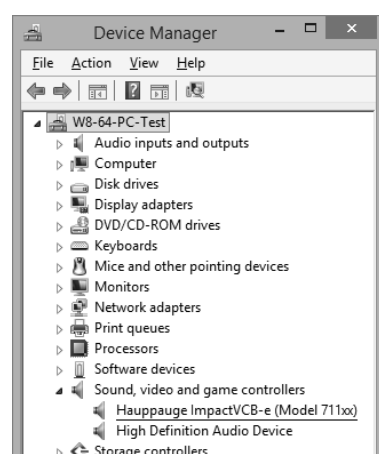 Device Manager
File Action View Help
W8-64-PC-Test
Audio inputs and outputs
Computer
Disk drives
Display adapters
DVD/CD-ROM drives
Keyboards
Mice and other pointing devices
Monitors
Network adapters
Print queues
Processors
Software devices
Sound, video and game controllers
Hauppauge ImpactVCB-e (Model 711xx)
High Definition Audio Device
Storage controllers